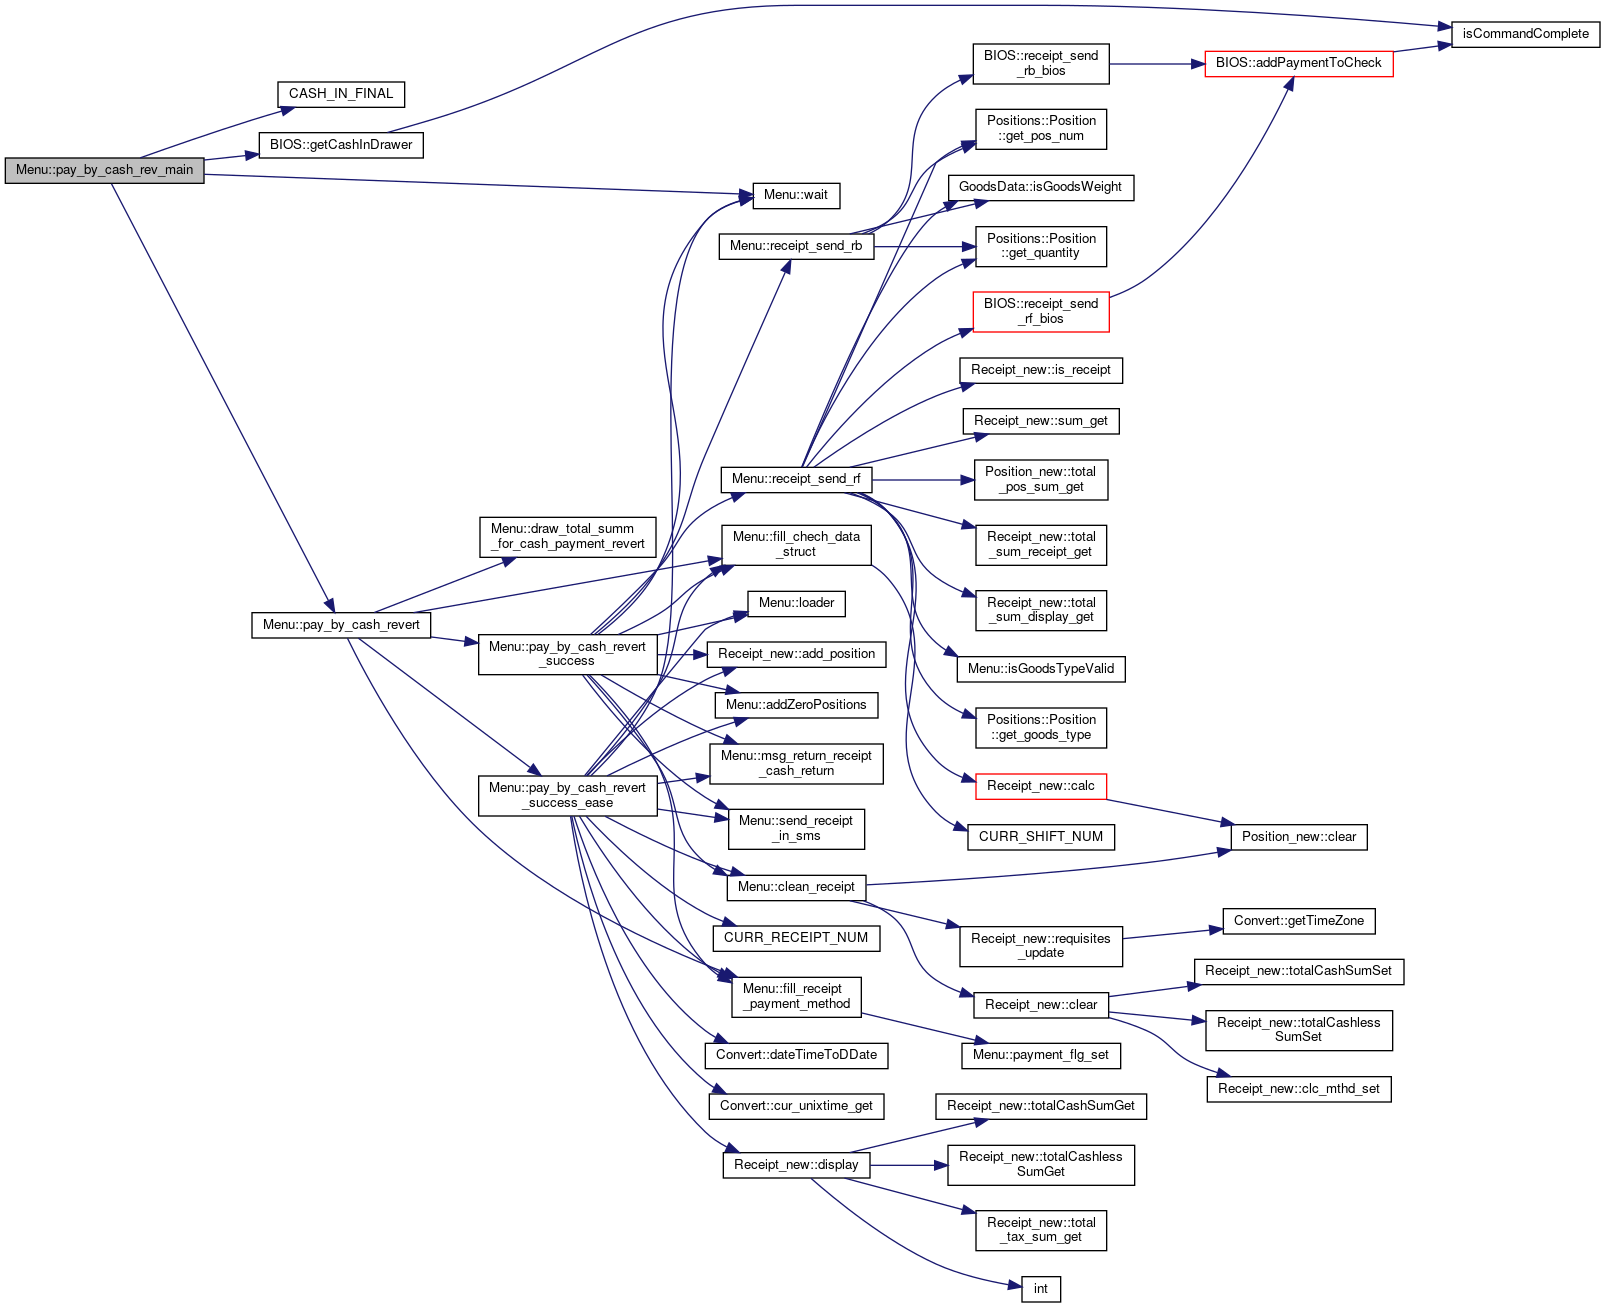 Menu::pay_by_cash_rev_main
CASH_IN_FINAL
BIOS::getCashInDrawer
isCommandComplete
Menu::wait
Menu::pay_by_cash_revert
Menu::draw_total_summ
_for_cash_payment_revert
Menu::fill_chech_data
_struct
Menu::pay_by_cash_revert
_success
Menu::pay_by_cash_revert
_success_ease
Menu::receipt_send_rb
BIOS::receipt_send
_rb_bios
BIOS::addPaymentToCheck
Positions::Position
::get_pos_num
GoodsData::isGoodsWeight
Positions::Position
::get_quantity
Menu::receipt_send_rf
BIOS::receipt_send
_rf_bios
Receipt_new::is_receipt
Receipt_new::sum_get
Position_new::total
_pos_sum_get
Receipt_new::total
_sum_receipt_get
Receipt_new::total
_sum_display_get
Menu::isGoodsTypeValid
Positions::Position
::get_goods_type
Receipt_new::calc
CURR_SHIFT_NUM
Position_new::clear
Menu::loader
Receipt_new::add_position
Menu::addZeroPositions
Menu::msg_return_receipt
_cash_return
Menu::send_receipt
_in_sms
Menu::clean_receipt
CURR_RECEIPT_NUM
Receipt_new::requisites
_update
Convert::getTimeZone
Receipt_new::clear
Receipt_new::totalCashSumSet
Receipt_new::totalCashless
SumSet
Receipt_new::clc_mthd_set
Menu::fill_receipt
_payment_method
Menu::payment_flg_set
Convert::dateTimeToDDate
Convert::cur_unixtime_get
Receipt_new::display
Receipt_new::totalCashSumGet
Receipt_new::totalCashless
SumGet
Receipt_new::total
_tax_sum_get
int